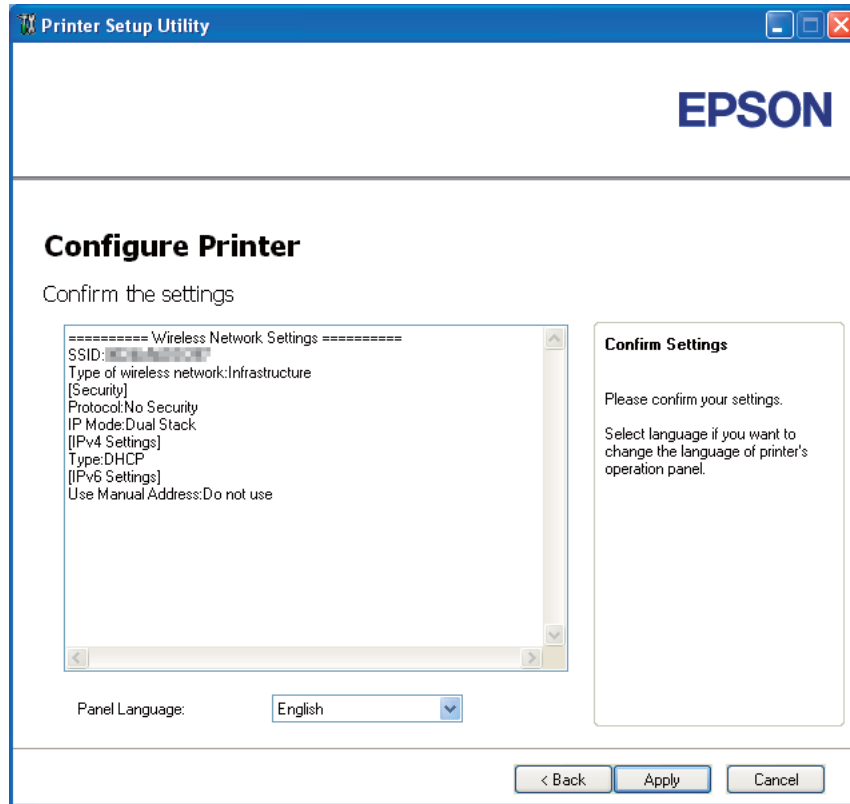 Printer Setup Utility
EPSON
Configure Printer
Confirm the settings
========== Wireless Network Settings ==========
SSID:
Type of wireless network:Infrastructure
[Security]
Protocol:No Security
IP Mode:Dual Stack
[IPv4 Settings]
Type:DHCP
[IPv6 Settings]
Use Manual Address:Do not use
Confirm Settings
Please confirm your settings.
Select language if you want to
change the language of printer's
operation panel.
Panel Language:
English
< Back
Apply
Cancel